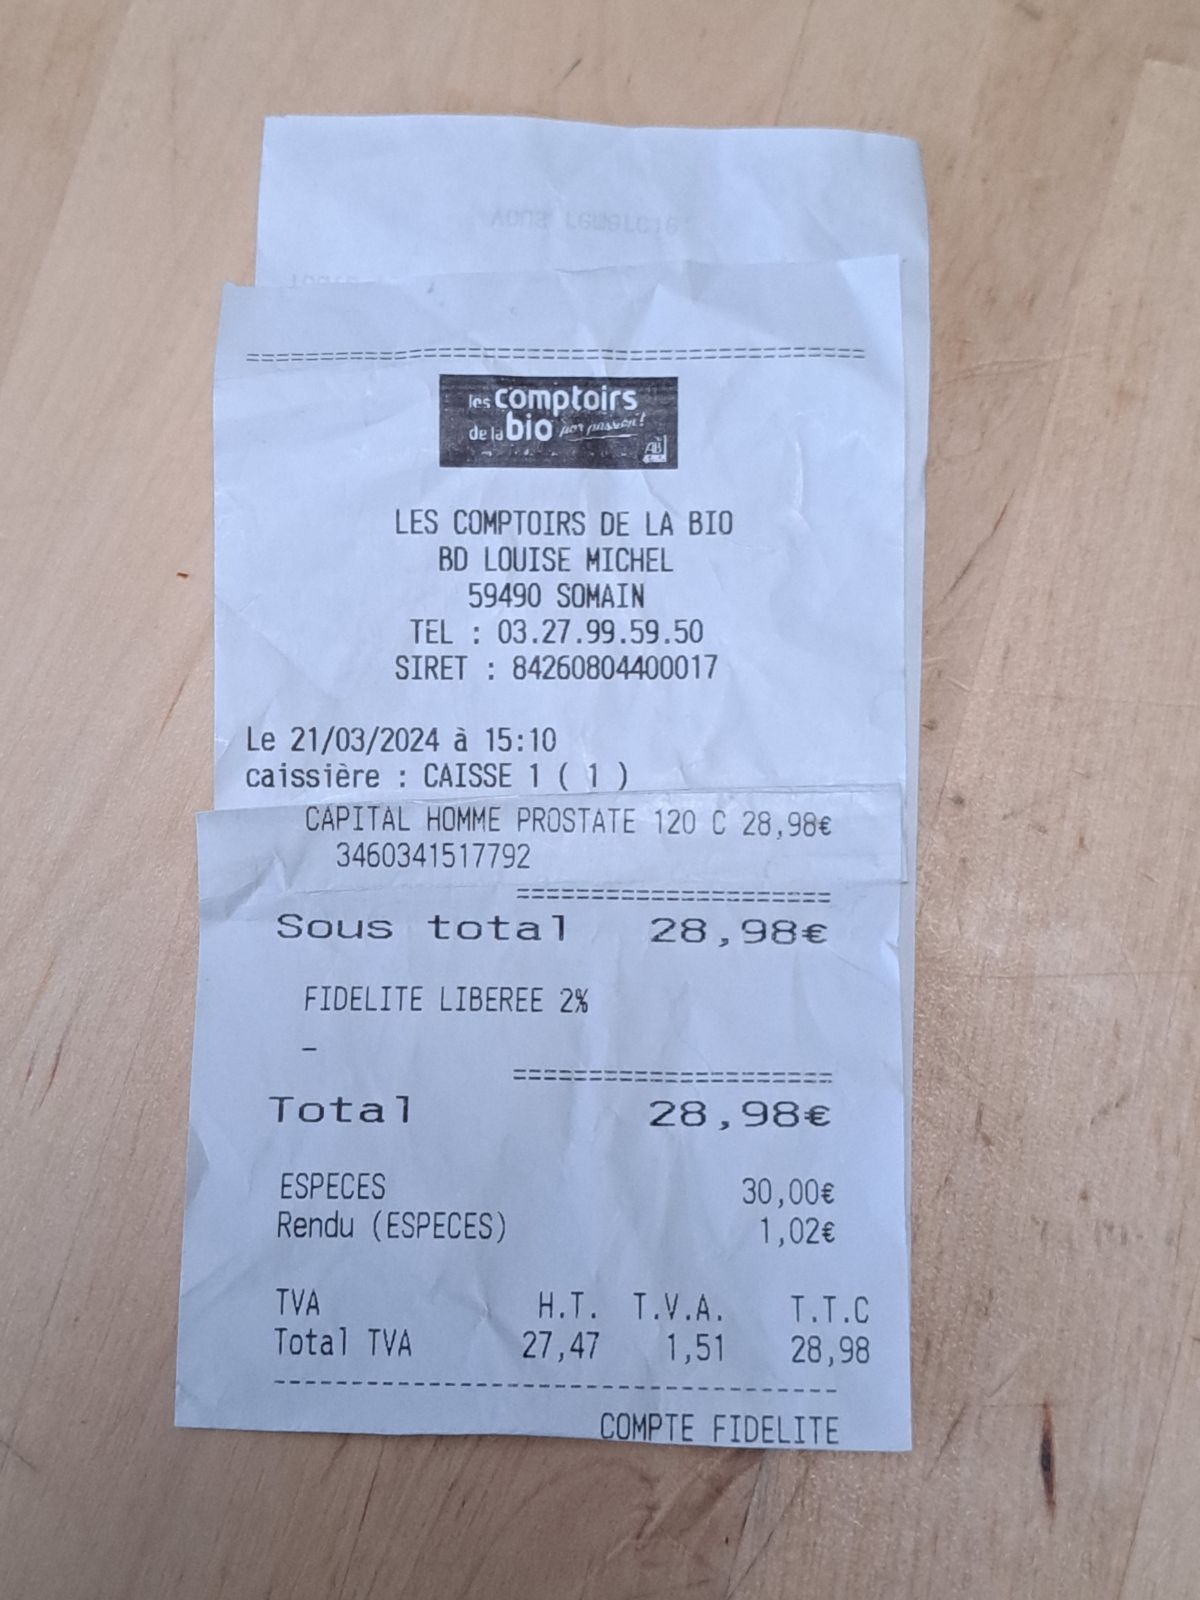 ==========================================
les comptoirs
de la bio par passion!
AB
LES COMPTOIRS DE LA BIO
BD LOUISE MICHEL
59490 SOMAIN
TEL : 03.27.99.59.50
SIRET : 84260804400017
Le 21/03/2024 à 15:10
caissière : CAISSE 1 ( 1 )
CAPITAL HOMME PROSTATE 120 C 28,98€
3460341517792
=====================
Sous total 28,98€
FIDELITE LIBEREE 2%
_
=====================
Total 28,98€
ESPECES 30,00€
Rendu (ESPECES) 1,02€
TVA H.T. T.V.A. T.T.C
Total TVA 27,47 1,51 28,98
-------------------------------------
COMPTE FIDELITE